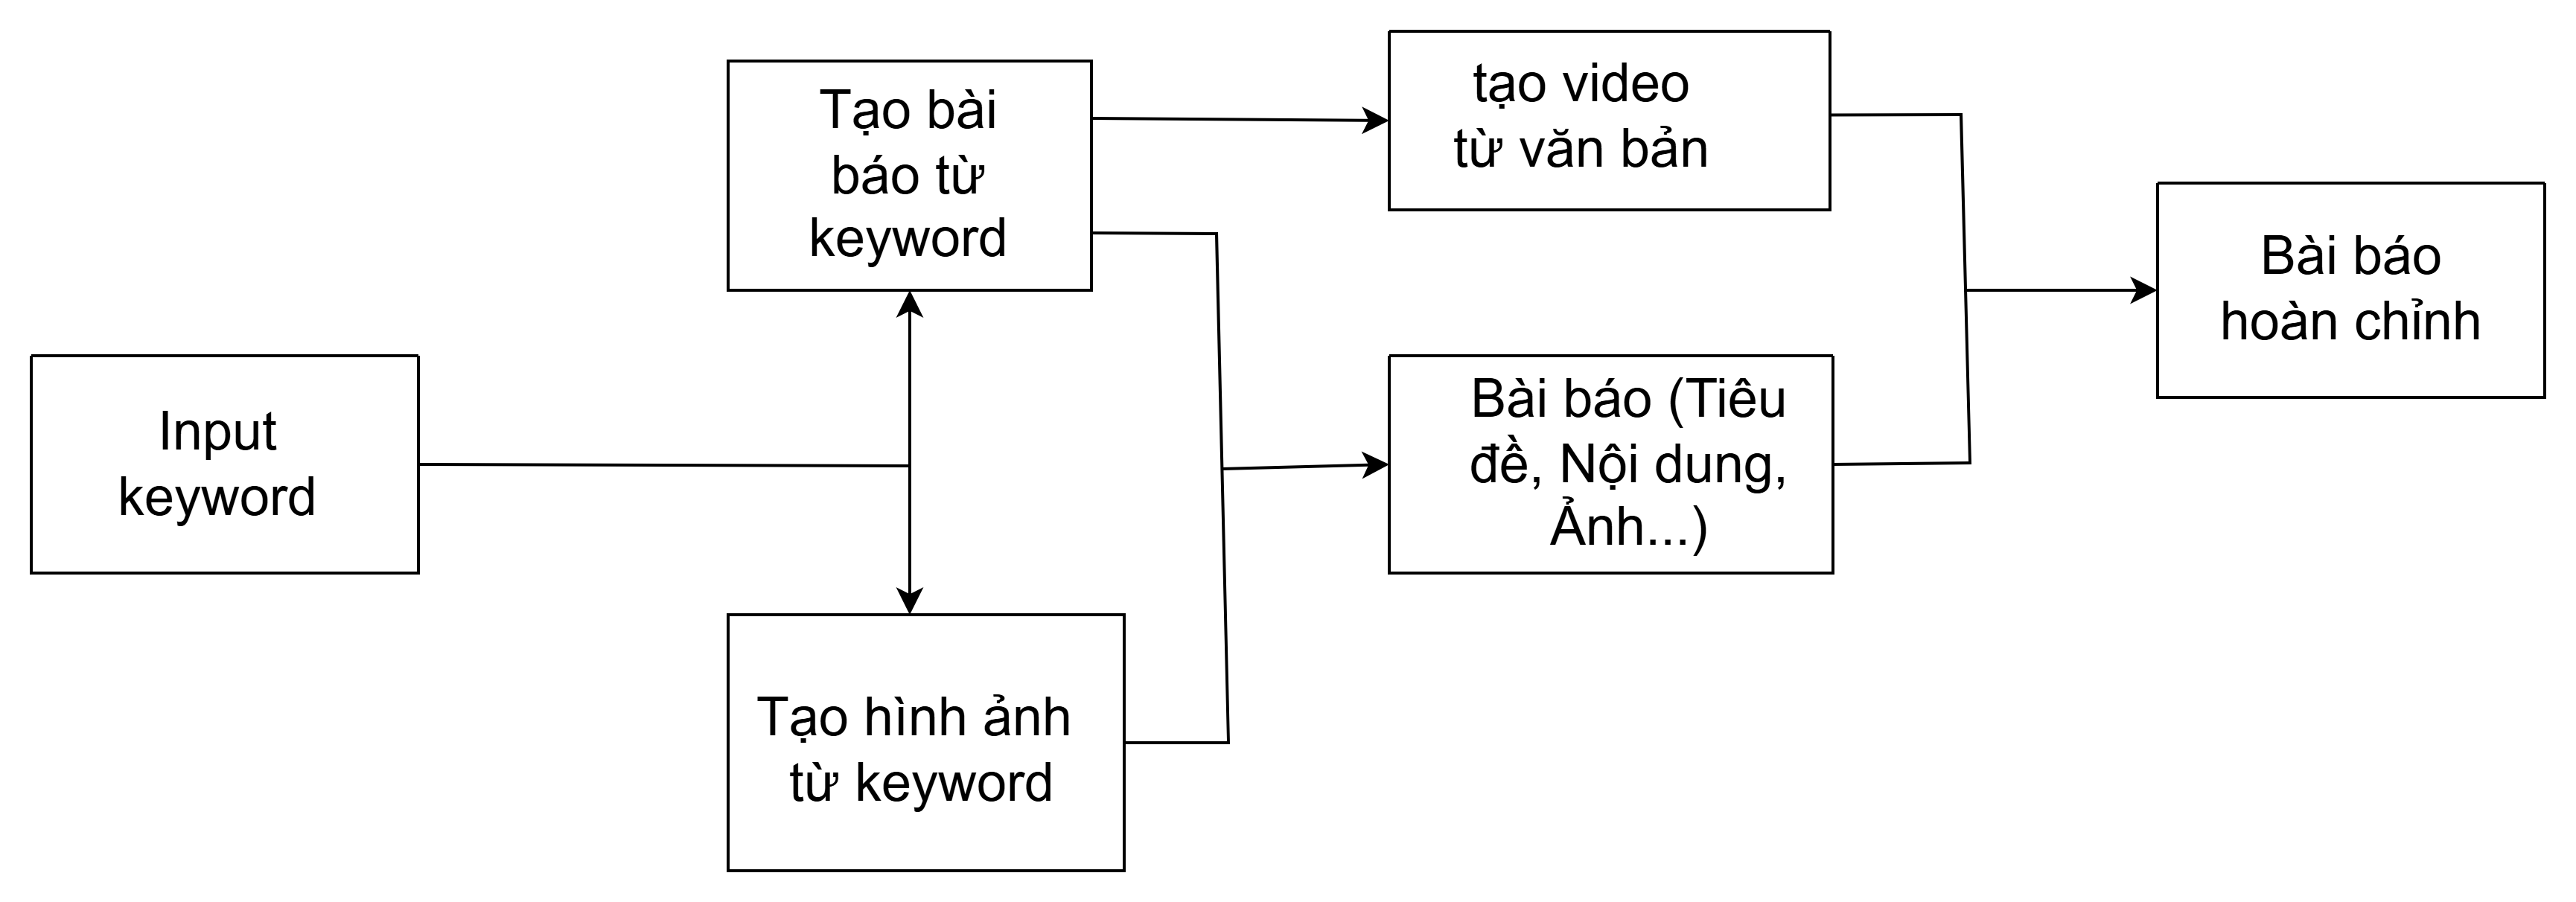 Input
keyword
Tạo bài
báo từ
keyword
Tạo hình ảnh
từ keyword
tạo video
từ văn bản
Bài báo (Tiêu
đề, Nội dung,
Ảnh...)
Bài báo
hoàn chỉnh